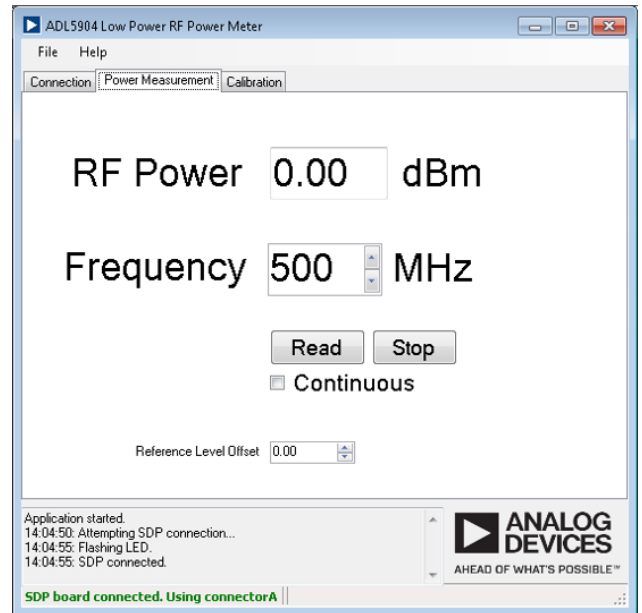 ADL5904 Low Power RF Power Meter
File Help
Connection Power Measurement Calibration
RF Power 0.00 dBm
Frequency 500 MHz
Read Stop
Continuous
Reference Level Offset 0.00
Application started.
14:04:50: Attempting SDP connection...
14:04:55: Flashing LED.
14:04:55: SDP connected.
ANALOG
DEVICES
AHEAD OF WHAT'S POSSIBLE™
SDP board connected. Using connectorA